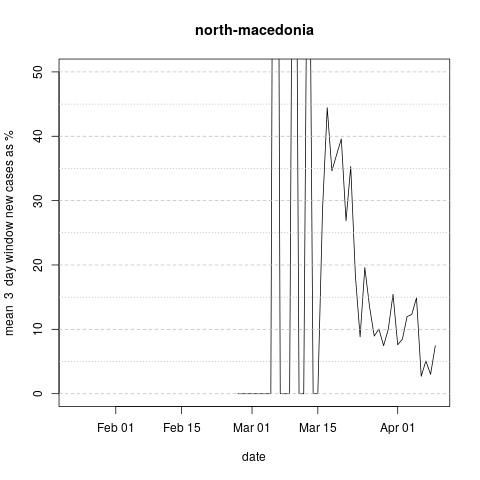 north-macedonia
mean 3 day window new cases as %
50
40
30
20
10
0
Feb 01
Feb 15
Mar 01
Mar 15
Apr 01
date